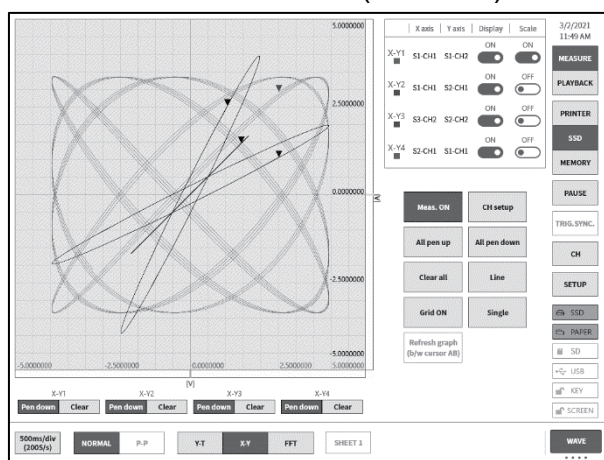 5.0000000
2.5000000
0.0000000
[V]
-2.5000000
-5.0000000
-5.0000000
-2.5000000
0.0000000
2.5000000
5.0000000
[V]
X axis Y axis Display Scale
X-Y1 S1-CH1 S1-CH2 ON ON
X-Y2 S1-CH1 S2-CH1 ON OFF
X-Y3 S3-CH2 S2-CH2 ON OFF
X-Y4 S2-CH1 S1-CH1 ON OFF
Meas. ON CH setup
All pen up All pen down
Clear all Line
Grid ON Single
Refresh graph
(b/w cursor AB)
X-Y1 X-Y2 X-Y3 X-Y4
Pen down Clear Pen down Clear Pen down Clear Pen down Clear
500ms/div
(200S/s)
NORMAL P-P Y-T X-Y FFT SHEET 1
3/2/2021
11:49 AM
MEASURE
PLAYBACK
PRINTER
SSD
MEMORY
PAUSE
TRIG.SYNC.
CH
SETUP
SSD
PAPER
SD
USB
KEY
SCREEN
WAVE